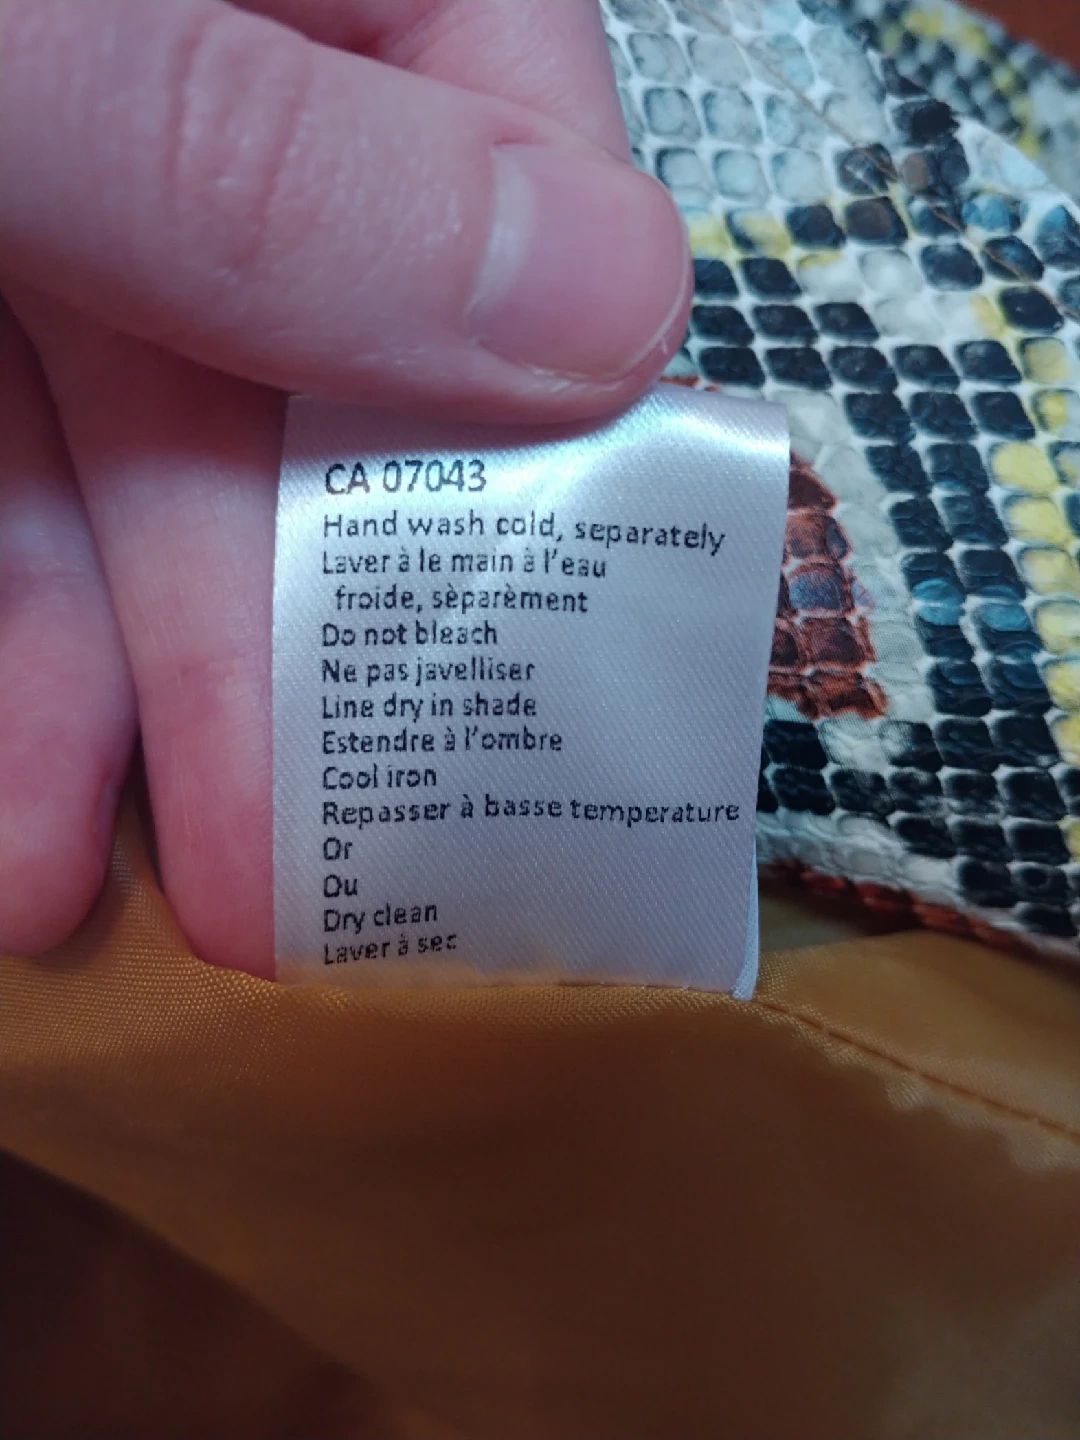 CA 07043
Hand wash cold, separately
Laver à le main à l'eau
froide, sèparèment
Do not bleach
Ne pas javelliser
Line dry in shade
Estendre à l'ombre
Cool iron
Repasser à basse temperature
Or
Ou
Dry clean
Laver à sec